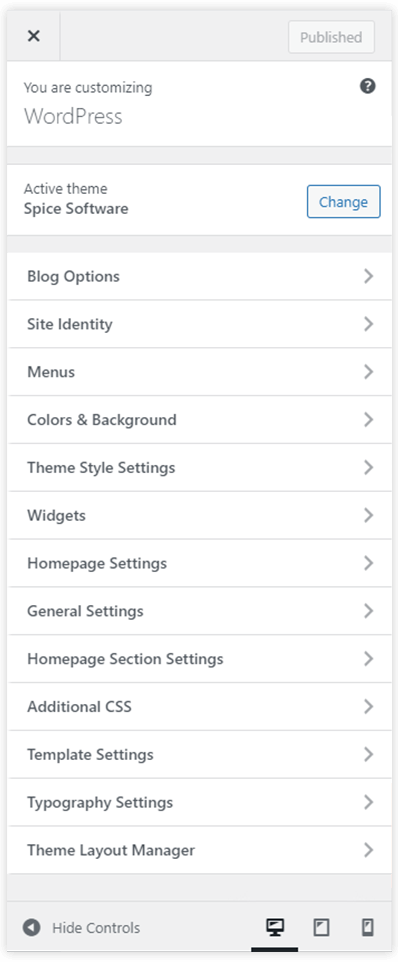 Published
You are customizing
WordPress
Active theme
Spice Software
Change
Blog Options
Site Identity
Menus
Colors & Background
Theme Style Settings
Widgets
Homepage Settings
General Settings
Homepage Section Settings
Additional CSS
Template Settings
Typography Settings
Theme Layout Manager
Hide Controls